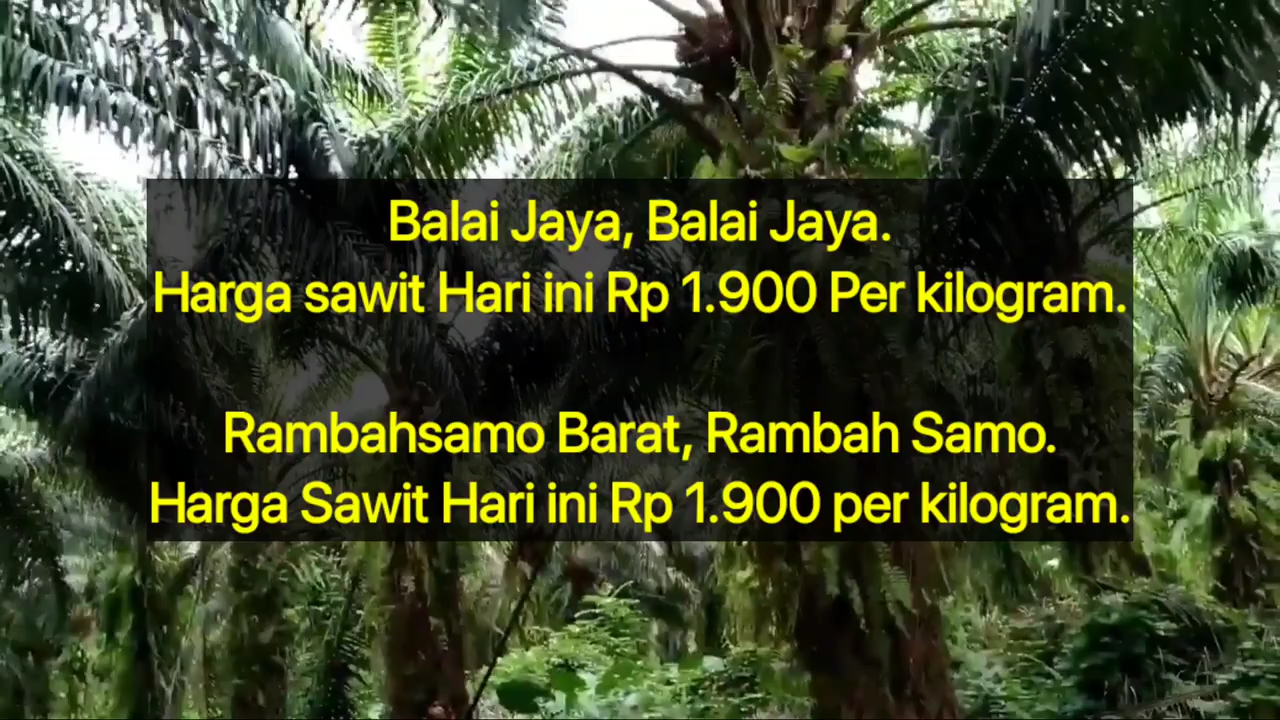 Balai Jaya, Balai Jaya.
Harga sawit Hari ini Rp 1.900 Per kilogram.
Rambahsamo Barat, Rambah Samo.
Harga Sawit Hari ini Rp 1.900 per kilogram.